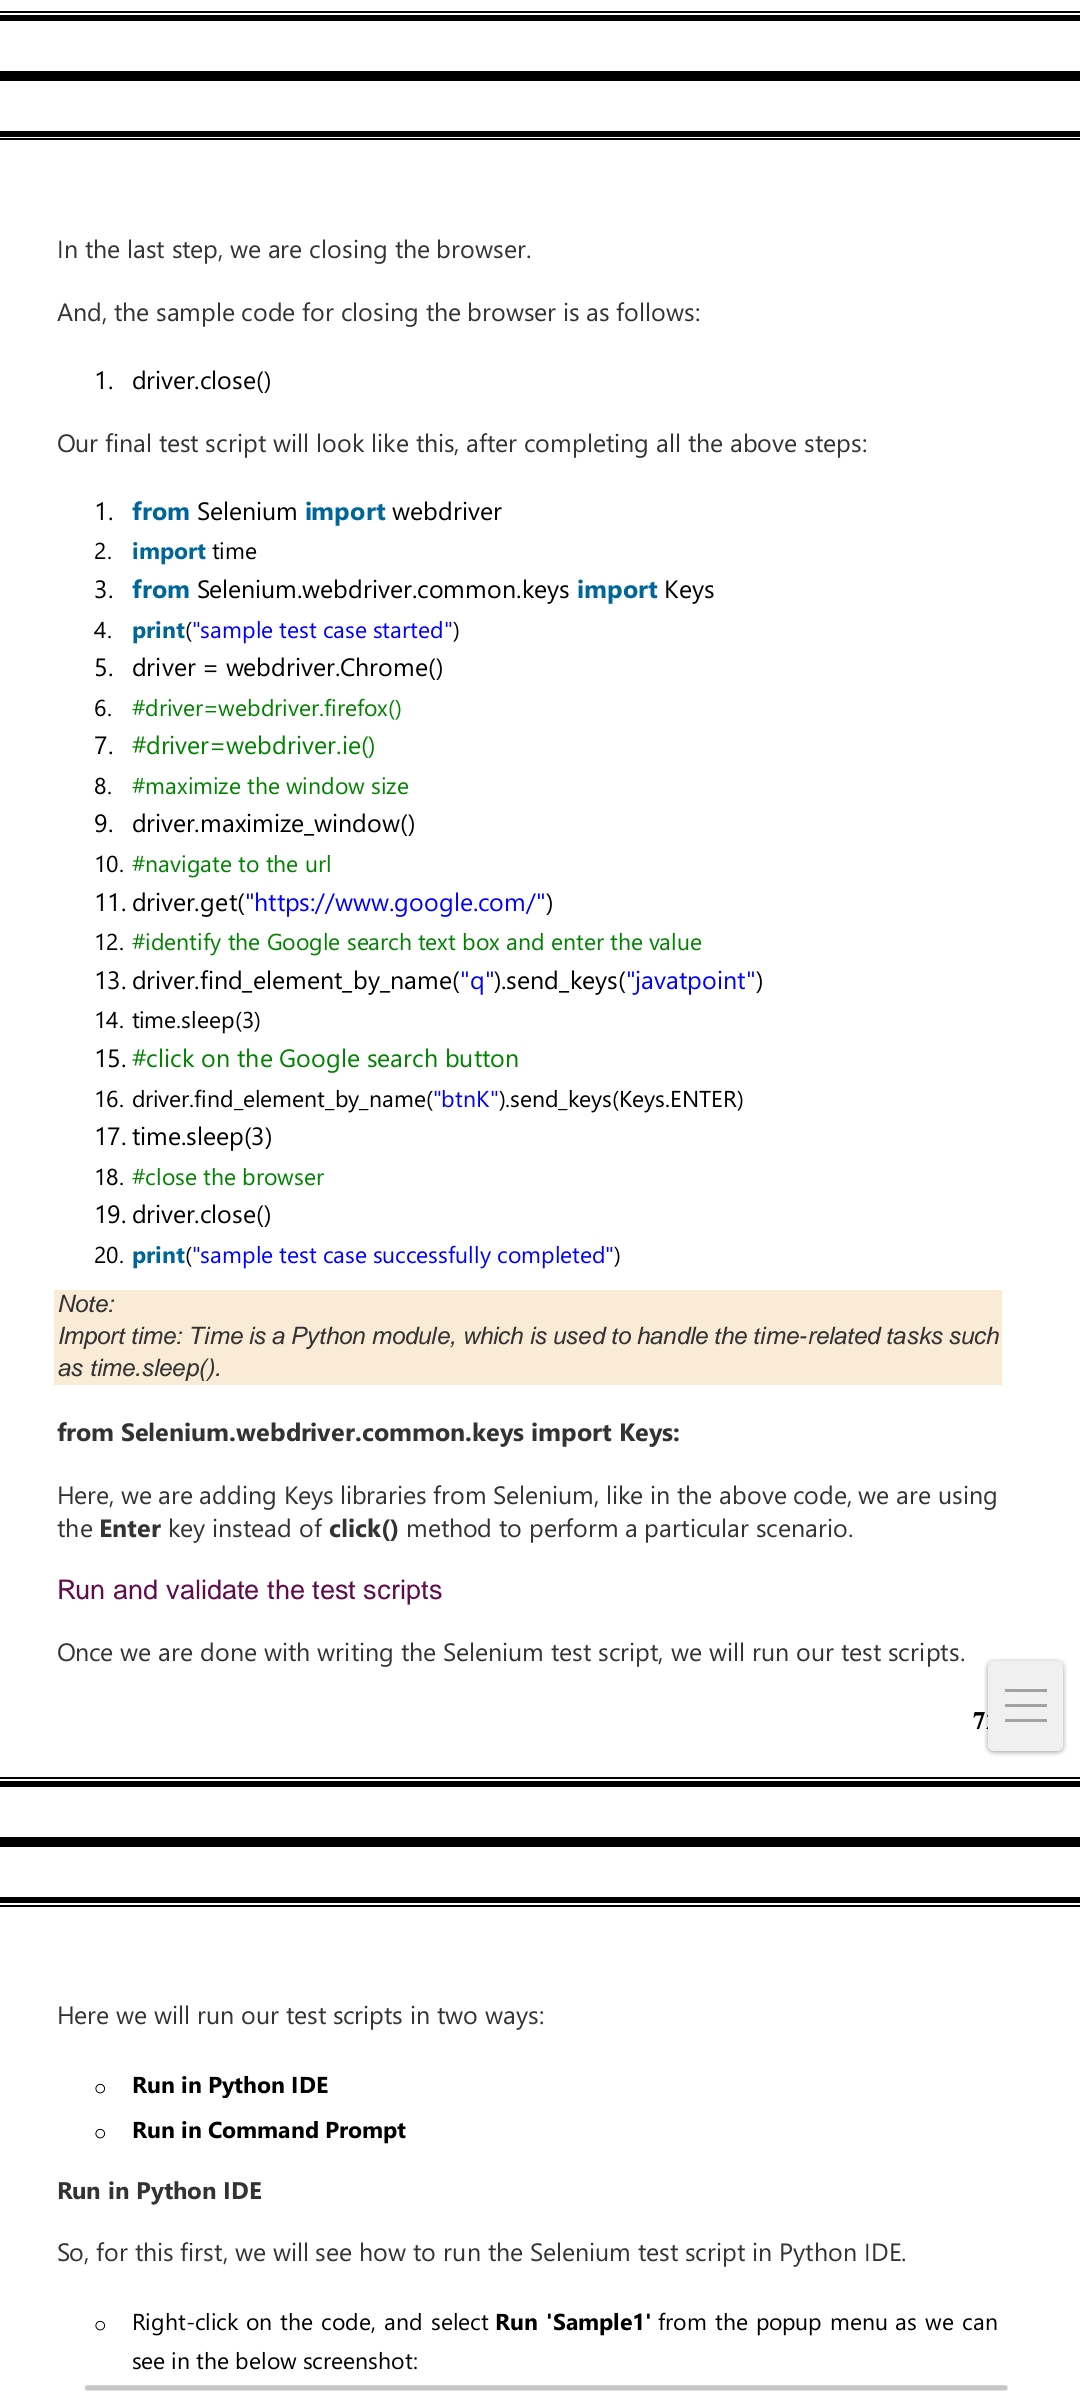 In the last step, we are closing the browser.
And, the sample code for closing the browser is as follows:
1. driver.close()
Our final test script will look like this, after completing all the above steps:
1. from Selenium import webdriver
2. import time
3. from Selenium.webdriver.common.keys import Keys
4. print("sample test case started")
5. driver = webdriver.Chrome()
6. #driver=webdriver.firefox()
7. #driver=webdriver.ie()
8. #maximize the window size
9. driver.maximize_window()
10. #navigate to the url
11. driver.get("https://www.google.com/")
12. #identify the Google search text box and enter the value
13. driver.find_element_by_name("q").send_keys("javatpoint")
14. time.sleep(3)
15. #click on the Google search button
16. driver.find_element_by_name("btnK").send_keys(Keys.ENTER)
17. time.sleep(3)
18. #close the browser
19. driver.close()
20. print("sample test case successfully completed")
Note:
Import time: Time is a Python module, which is used to handle the time-related tasks such
as time.sleep().
from Selenium.webdriver.common.keys import Keys:
Here, we are adding Keys libraries from Selenium, like in the above code, we are using
the Enter key instead of click() method to perform a particular scenario.
Run and validate the test scripts
Once we are done with writing the Selenium test script, we will run our test scripts.
Here we will run our test scripts in two ways:
o Run in Python IDE
o Run in Command Prompt
Run in Python IDE
So, for this first, we will see how to run the Selenium test script in Python IDE.
o Right-click on the code, and select Run 'Sample1' from the popup menu as we can
see in the below screenshot: